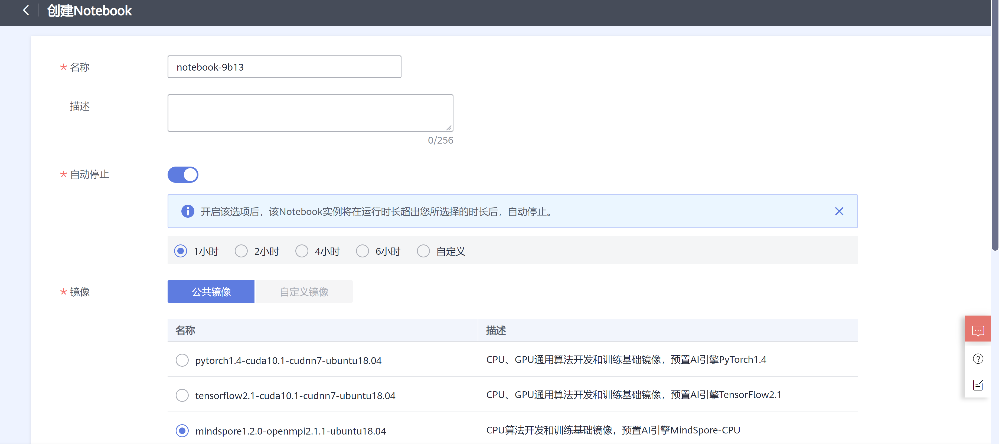 创建Notebook
* 名称
notebook-9b13
描述
0/256
* 自动停止
开启该选项后，该Notebook实例将在运行时长超出您所选择的时长后，自动停止。
1小时 2小时 4小时 6小时 自定义
* 镜像
公共镜像 自定义镜像
名称 描述
pytorch1.4-cuda10.1-cudnn7-ubuntu18.04 CPU、GPU通用算法开发和训练基础镜像，预置AI引擎PyTorch1.4
tensorflow2.1-cuda10.1-cudnn7-ubuntu18.04 CPU、GPU通用算法开发和训练基础镜像，预置AI引擎TensorFlow2.1
mindspore1.2.0-openmpi2.1.1-ubuntu18.04 CPU算法开发和训练基础镜像，预置AI引擎MindSpore-CPU